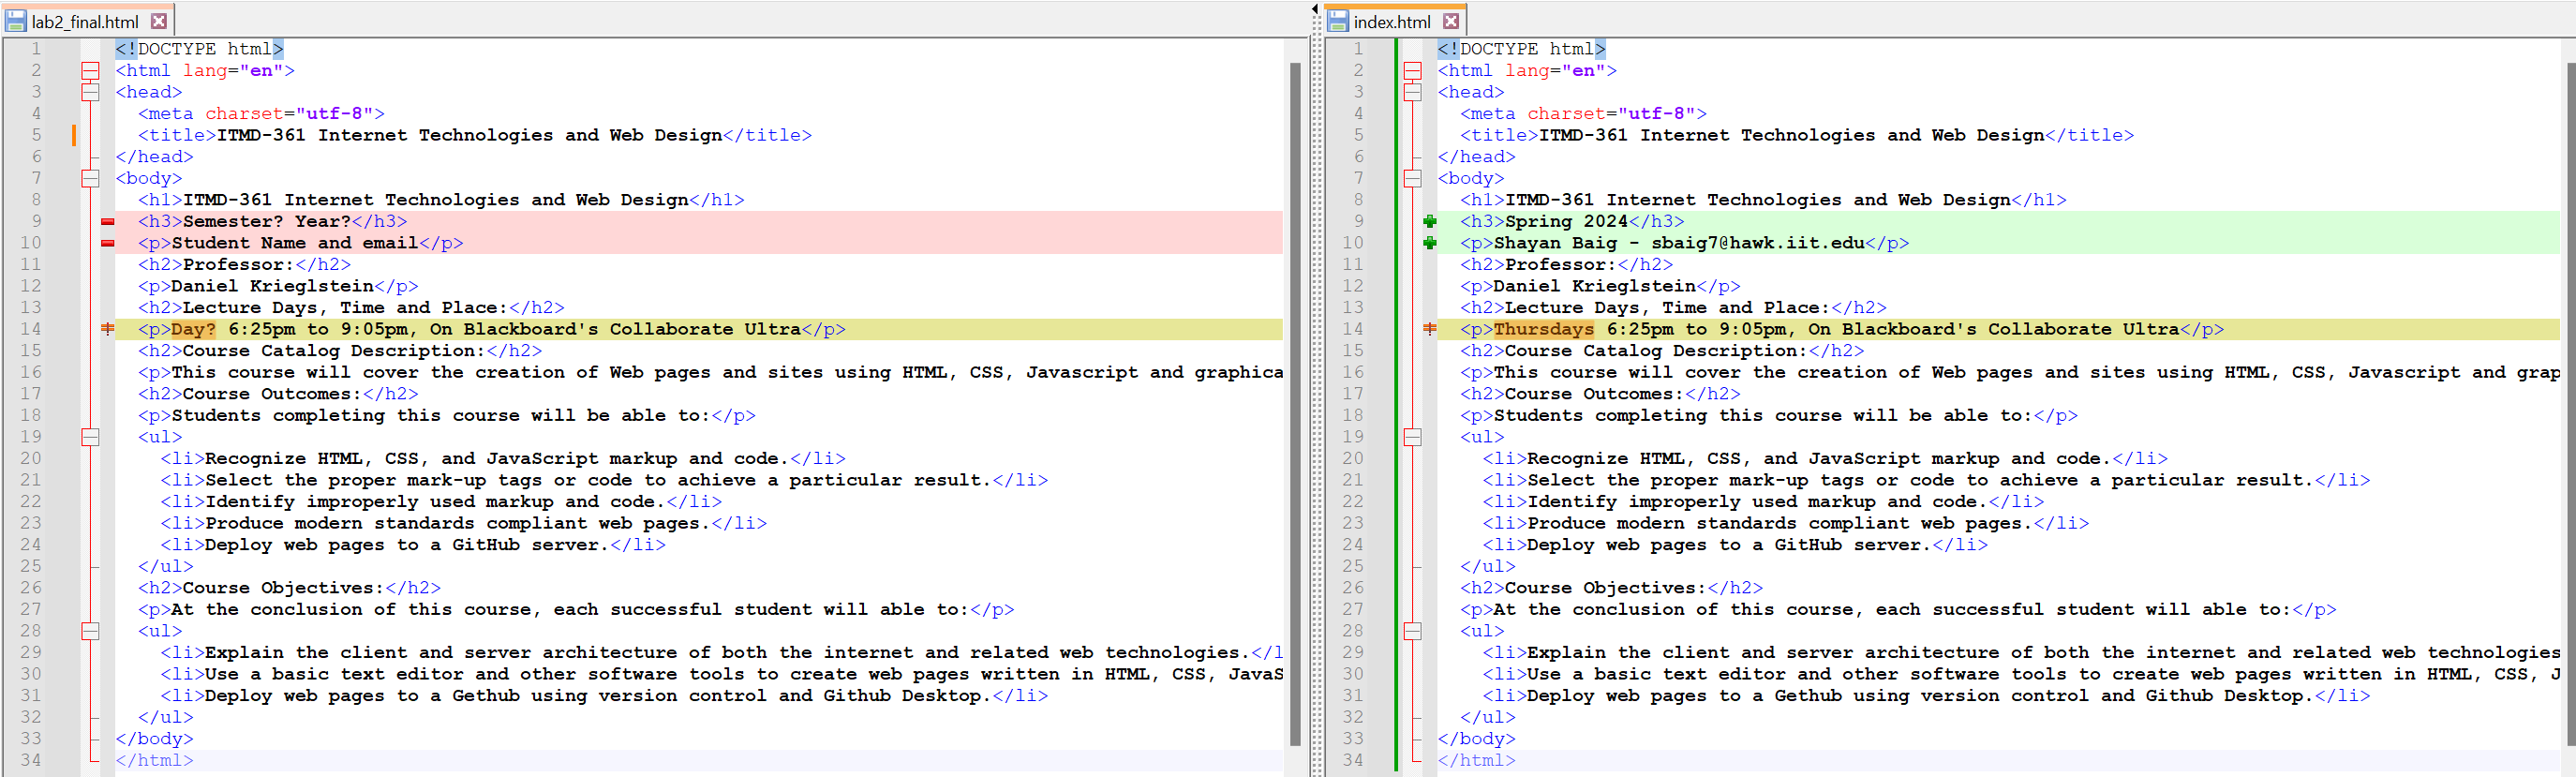 lab2_final.html
1 <!DOCTYPE html>
2 <html lang="en">
3 <head>
4 <meta charset="utf-8">
5 <title>ITMD-361 Internet Technologies and Web Design</title>
6 </head>
7 <body>
8 <h1>ITMD-361 Internet Technologies and Web Design</h1>
9 <h3>Semester? Year?</h3>
10 <p>Student Name and email</p>
11 <h2>Professor:</h2>
12 <p>Daniel Krieglstein</p>
13 <h2>Lecture Days, Time and Place:</h2>
14 <p>Day? 6:25pm to 9:05pm, On Blackboard's Collaborate Ultra</p>
15 <h2>Course Catalog Description:</h2>
16 <p>This course will cover the creation of Web pages and sites using HTML, CSS, Javascript and graphica
17 <h2>Course Outcomes:</h2>
18 <p>Students completing this course will be able to:</p>
19 <ul>
20 <li>Recognize HTML, CSS, and JavaScript markup and code.</li>
21 <li>Select the proper mark-up tags or code to achieve a particular result.</li>
22 <li>Identify improperly used markup and code.</li>
23 <li>Produce modern standards compliant web pages.</li>
24 <li>Deploy web pages to a GitHub server.</li>
25 </ul>
26 <h2>Course Objectives:</h2>
27 <p>At the conclusion of this course, each successful student will able to:</p>
28 <ul>
29 <li>Explain the client and server architecture of both the internet and related web technologies.</l
30 <li>Use a basic text editor and other software tools to create web pages written in HTML, CSS, JavaS
31 <li>Deploy web pages to a Gethub using version control and Github Desktop.</li>
32 </ul>
33 </body>
34 </html>
index.html
1 <!DOCTYPE html>
2 <html lang="en">
3 <head>
4 <meta charset="utf-8">
5 <title>ITMD-361 Internet Technologies and Web Design</title>
6 </head>
7 <body>
8 <h1>ITMD-361 Internet Technologies and Web Design</h1>
9 <h3>Spring 2024</h3>
10 <p>Shayan Baig - sbaig7@hawk.iit.edu</p>
11 <h2>Professor:</h2>
12 <p>Daniel Krieglstein</p>
13 <h2>Lecture Days, Time and Place:</h2>
14 <p>Thursdays 6:25pm to 9:05pm, On Blackboard's Collaborate Ultra</p>
15 <h2>Course Catalog Description:</h2>
16 <p>This course will cover the creation of Web pages and sites using HTML, CSS, Javascript and grap
17 <h2>Course Outcomes:</h2>
18 <p>Students completing this course will be able to:</p>
19 <ul>
20 <li>Recognize HTML, CSS, and JavaScript markup and code.</li>
21 <li>Select the proper mark-up tags or code to achieve a particular result.</li>
22 <li>Identify improperly used markup and code.</li>
23 <li>Produce modern standards compliant web pages.</li>
24 <li>Deploy web pages to a GitHub server.</li>
25 </ul>
26 <h2>Course Objectives:</h2>
27 <p>At the conclusion of this course, each successful student will able to:</p>
28 <ul>
29 <li>Explain the client and server architecture of both the internet and related web technologies
30 <li>Use a basic text editor and other software tools to create web pages written in HTML, CSS, J
31 <li>Deploy web pages to a Gethub using version control and Github Desktop.</li>
32 </ul>
33 </body>
34 </html>